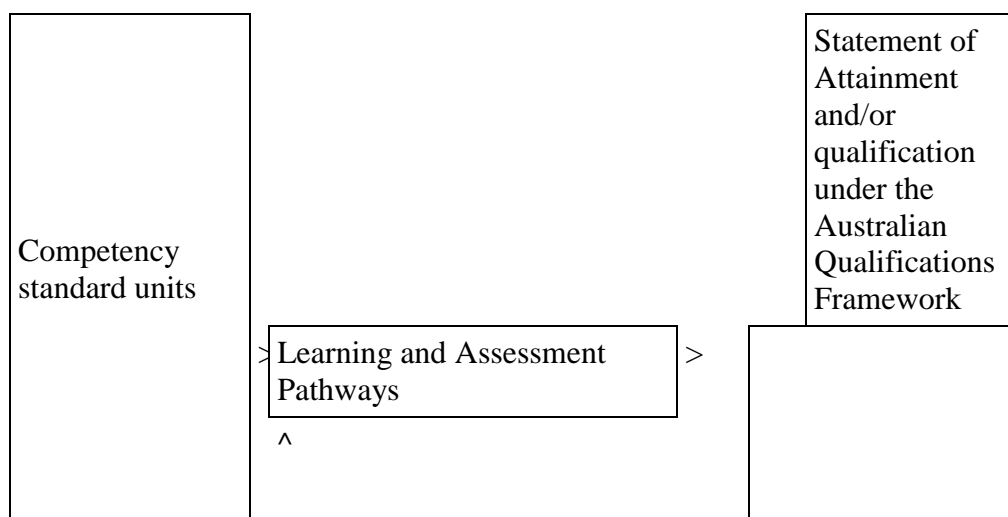 Competency
standard units
>
Learning and Assessment
Pathways
^
>
Statement of
Attainment
and/or
qualification
under the
Australian
Qualifications
Framework